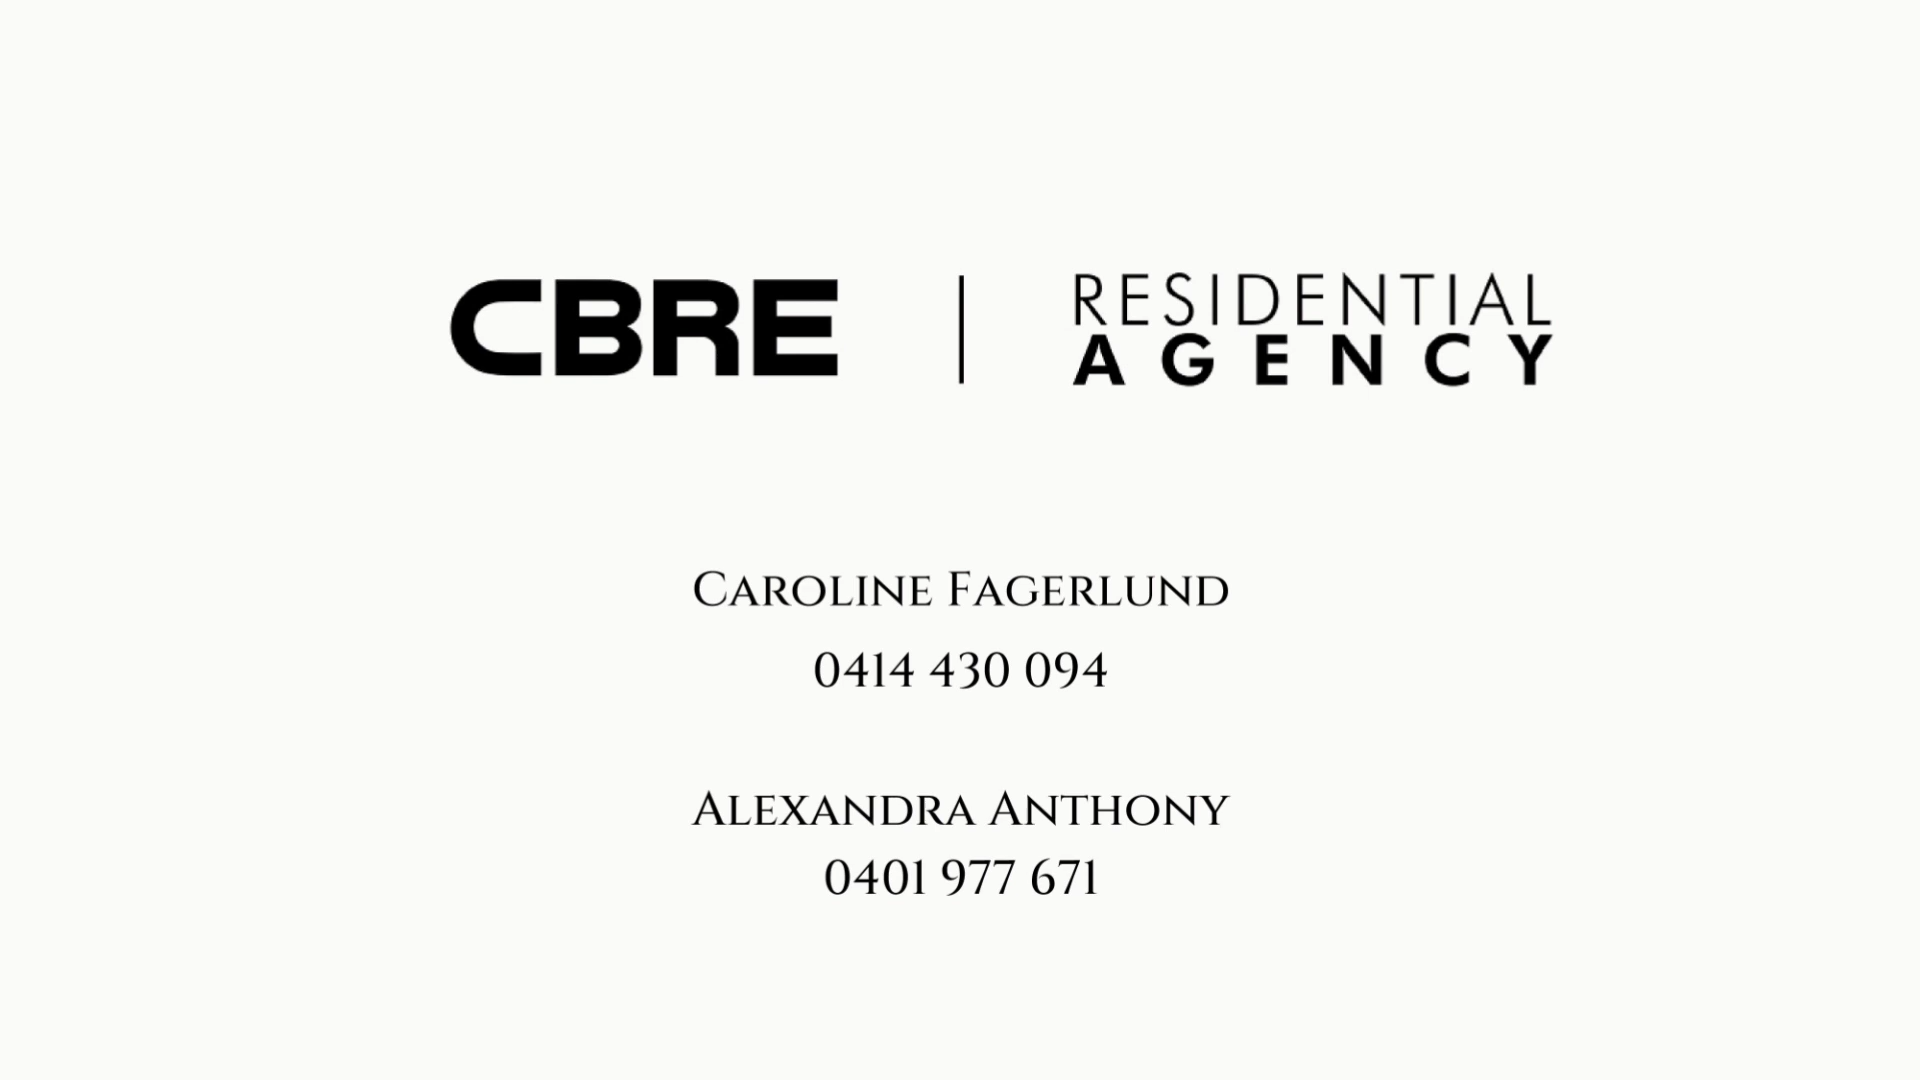 CBRE
RESIDENTIAL
AGENCY
Caroline Fagerlund
0414 430 094
Alexandra Anthony
0401 977 671